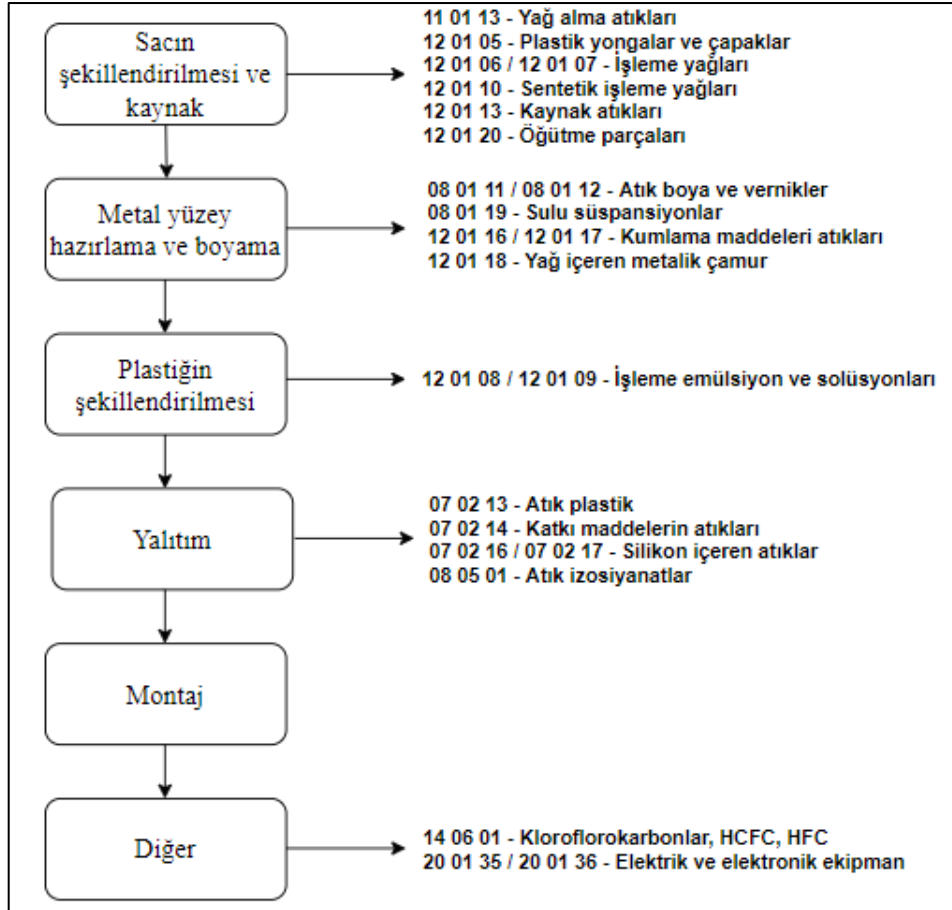 Sacın
şekillendirilmesi ve
kaynak
11 01 13 - Yağ alma atıkları
12 01 05 - Plastik yongalar ve çapaklar
12 01 06 / 12 01 07 - İşleme yağları
12 01 10 - Sentetik işleme yağları
12 01 13 - Kaynak atıkları
12 01 20 - Öğütme parçaları
Metal yüzey
hazırlama ve boyama
08 01 11 / 08 01 12 - Atık boya ve vernikler
08 01 19 - Sulu süspansiyonlar
12 01 16 / 12 01 17 - Kumlama maddeleri atıkları
12 01 18 - Yağ içeren metalik çamur
Plastiğin
şekillendirilmesi
12 01 08 / 12 01 09 - İşleme emülsiyon ve solüsyonları
Yalıtım
07 02 13 - Atık plastik
07 02 14 - Katkı maddelerin atıkları
07 02 16 / 07 02 17 - Silikon içeren atıklar
08 05 01 - Atık izosiyanatlar
Montaj
Diğer
14 06 01 - Kloroflorokarbonlar, HCFC, HFC
20 01 35 / 20 01 36 - Elektrik ve elektronik ekipman